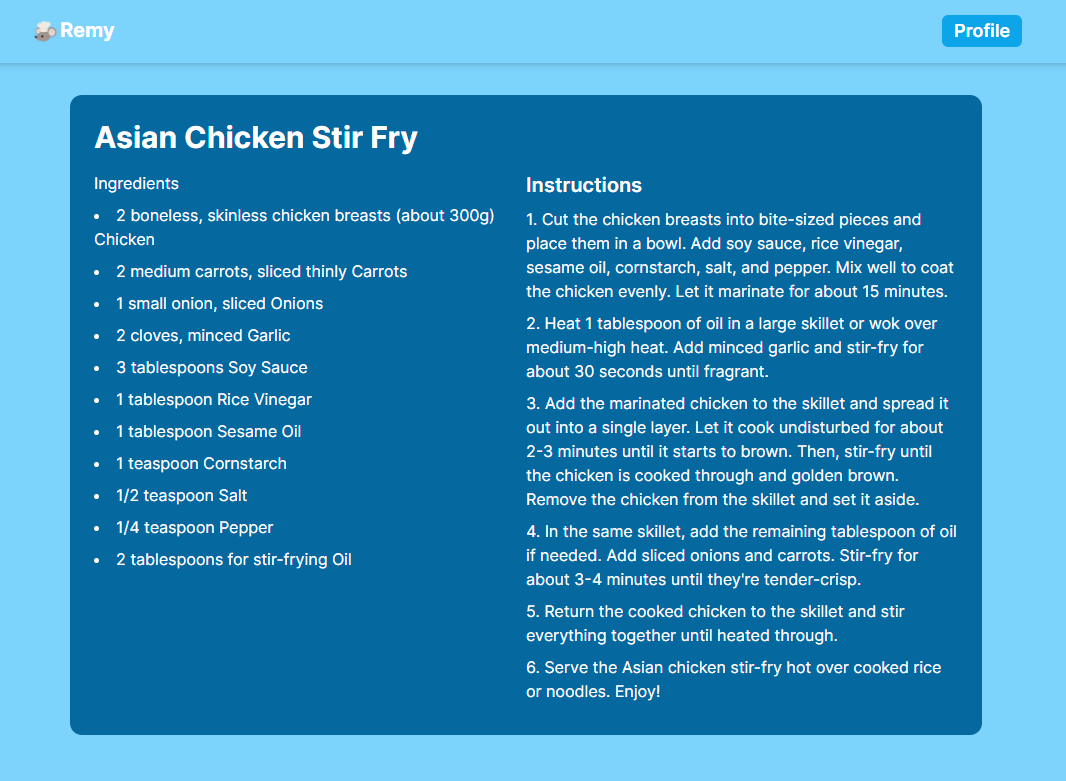 Remy
Profile
Asian Chicken Stir Fry
Ingredients
• 2 boneless, skinless chicken breasts (about 300g)
Chicken
• 2 medium carrots, sliced thinly Carrots
• 1 small onion, sliced Onions
• 2 cloves, minced Garlic
• 3 tablespoons Soy Sauce
• 1 tablespoon Rice Vinegar
• 1 tablespoon Sesame Oil
• 1 teaspoon Cornstarch
• 1/2 teaspoon Salt
• 1/4 teaspoon Pepper
• 2 tablespoons for stir-frying Oil
Instructions
1. Cut the chicken breasts into bite-sized pieces and
place them in a bowl. Add soy sauce, rice vinegar,
sesame oil, cornstarch, salt, and pepper. Mix well to coat
the chicken evenly. Let it marinate for about 15 minutes.
2. Heat 1 tablespoon of oil in a large skillet or wok over
medium-high heat. Add minced garlic and stir-fry for
about 30 seconds until fragrant.
3. Add the marinated chicken to the skillet and spread it
out into a single layer. Let it cook undisturbed for about
2-3 minutes until it starts to brown. Then, stir-fry until
the chicken is cooked through and golden brown.
Remove the chicken from the skillet and set it aside.
4. In the same skillet, add the remaining tablespoon of oil
if needed. Add sliced onions and carrots. Stir-fry for
about 3-4 minutes until they're tender-crisp.
5. Return the cooked chicken to the skillet and stir
everything together until heated through.
6. Serve the Asian chicken stir-fry hot over cooked rice
or noodles. Enjoy!